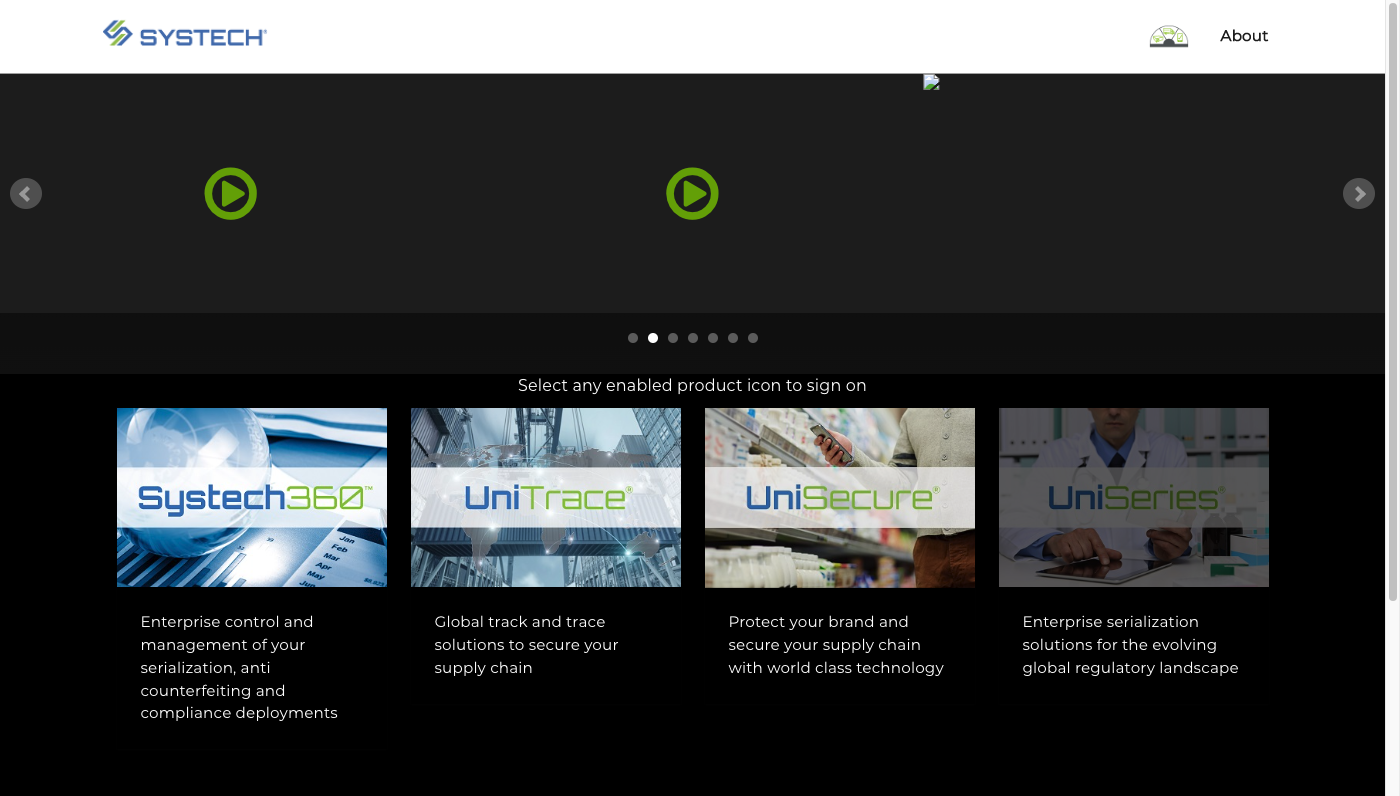 SYSTECH®
About
Select any enabled product icon to sign on
Systech360™
UniTrace®
UniSecure®
UniSeries®
Jan
Feb
Mar
Apr
May
Enterprise control and
management of your
serialization, anti
counterfeiting and
compliance deployments
Global track and trace
solutions to secure your
supply chain
Protect your brand and
secure your supply chain
with world class technology
Enterprise serialization
solutions for the evolving
global regulatory landscape